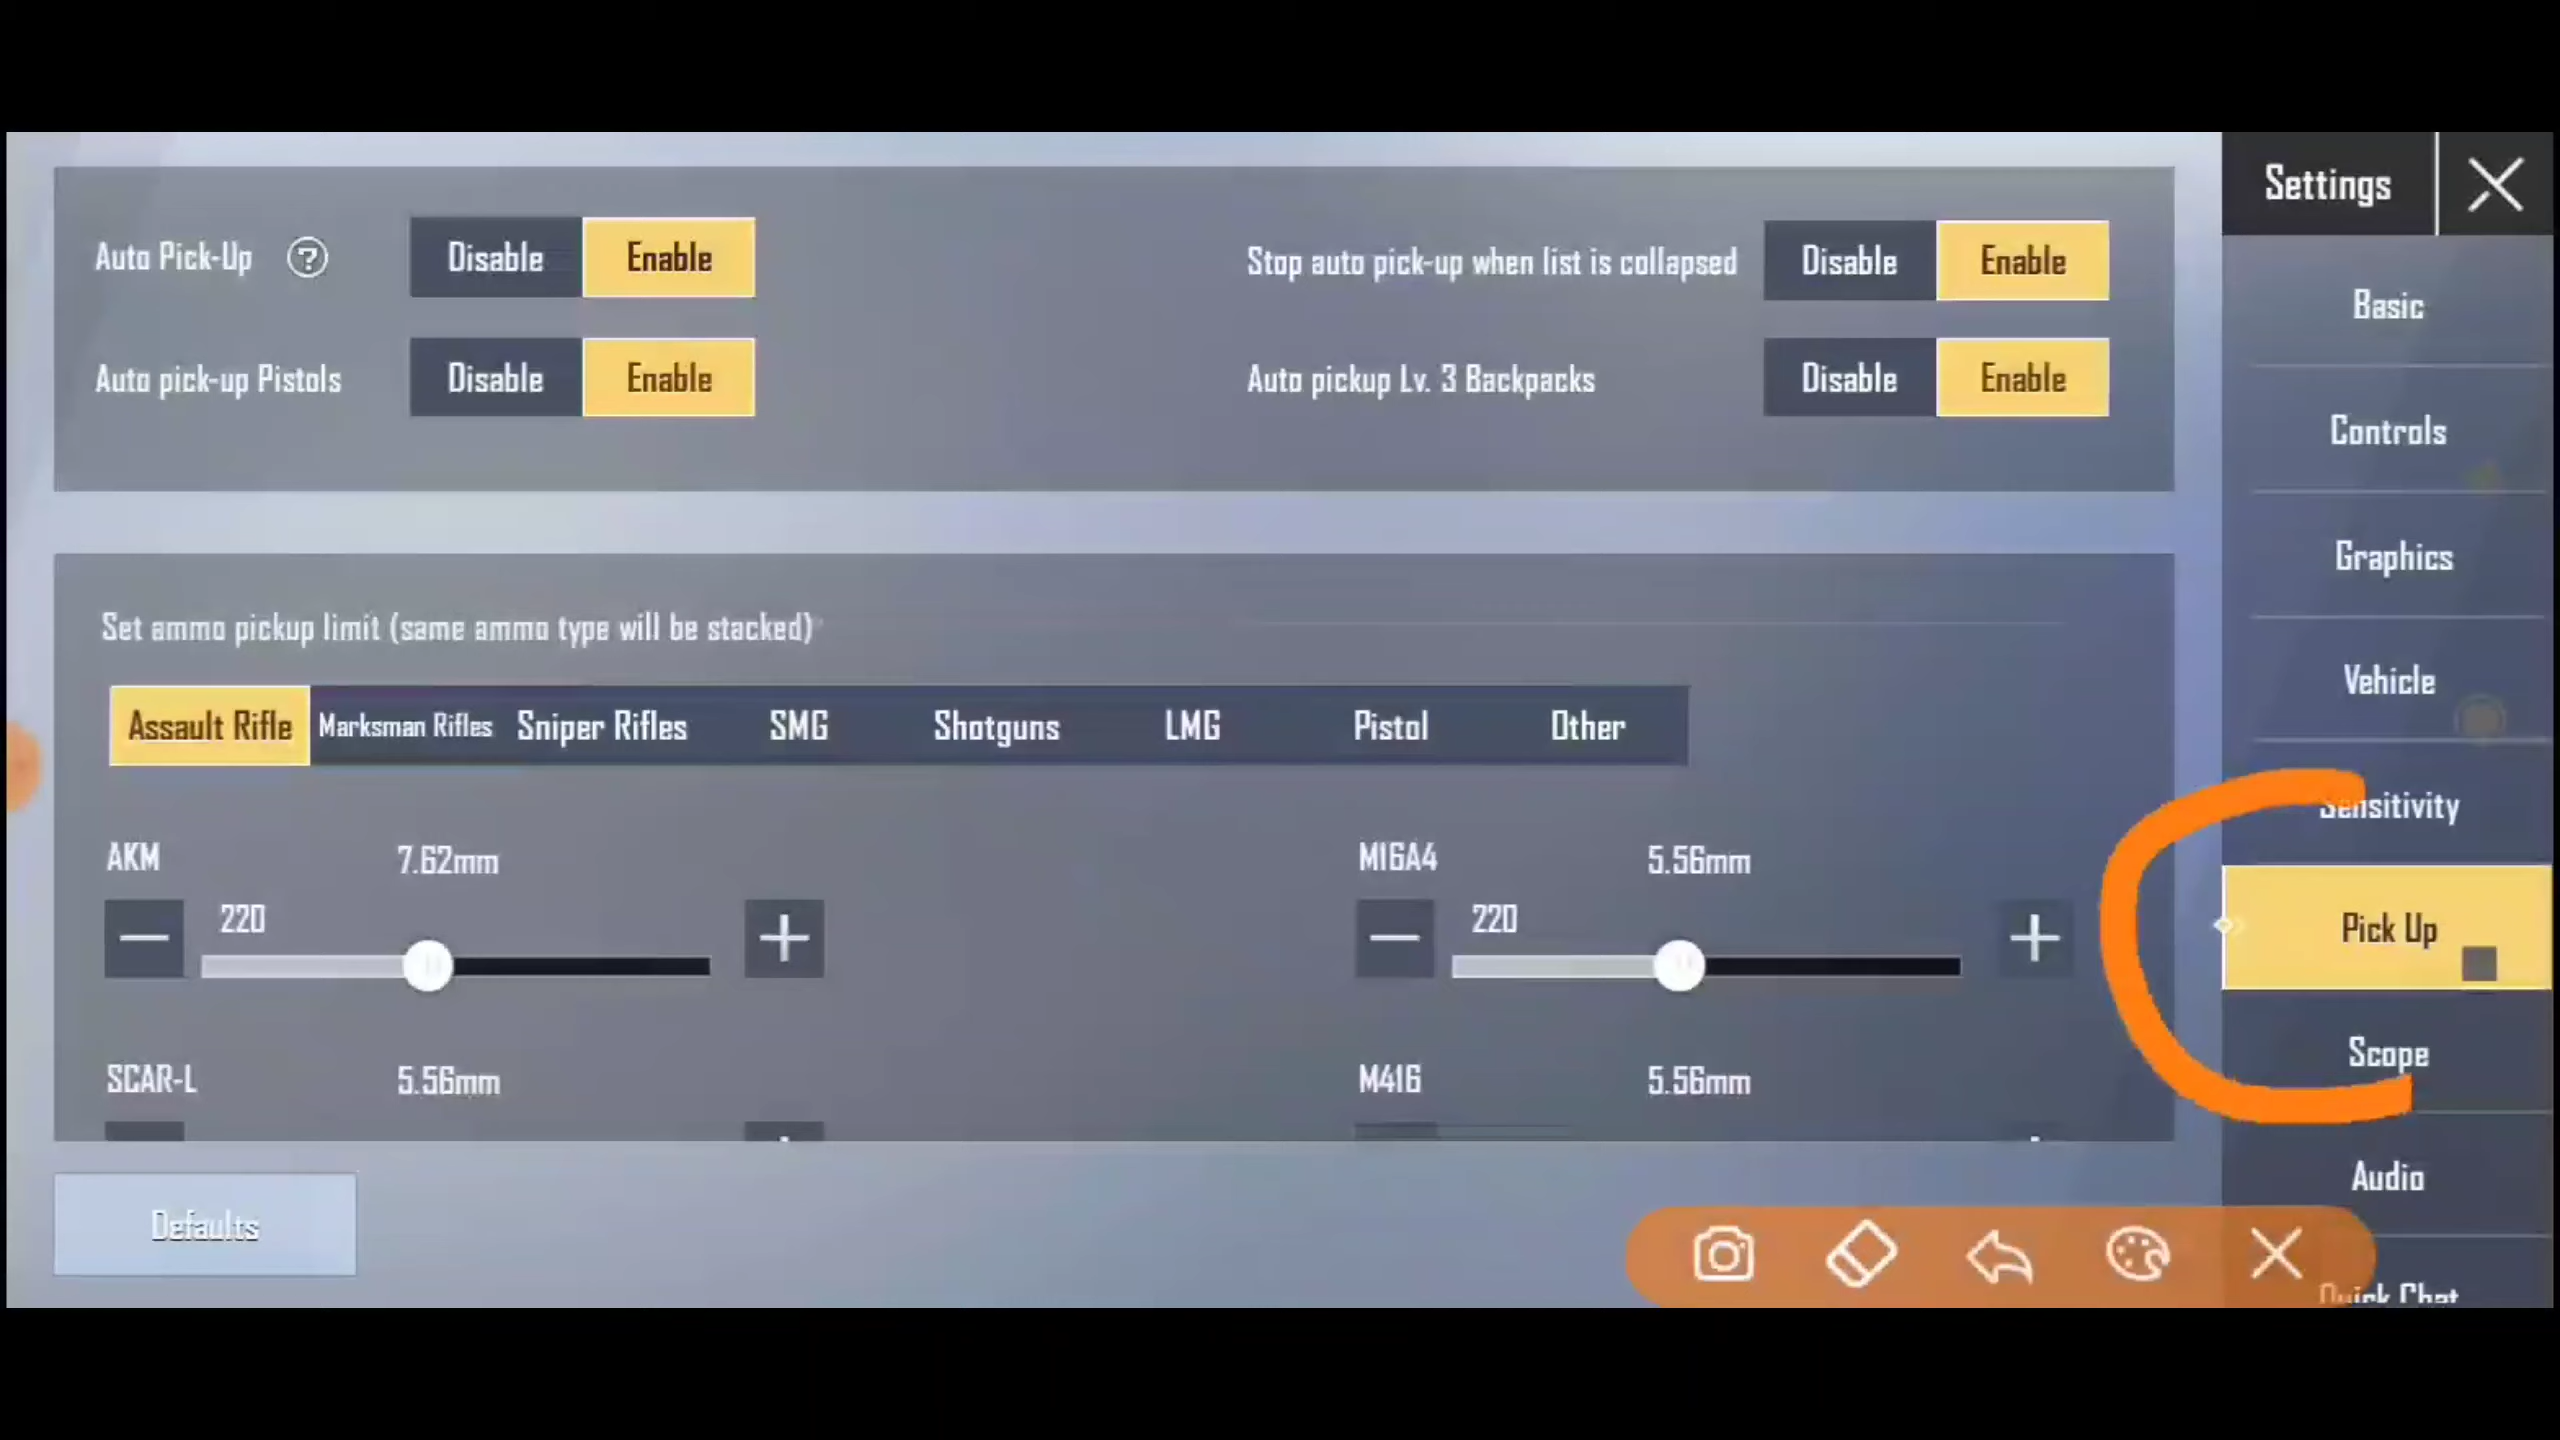 Settings
Auto Pick-Up ? Disable Enable
Stop auto pick-up when list is collapsed Disable Enable
Auto pick-up Pistols Disable Enable
Auto pickup Lv. 3 Backpacks Disable Enable
Set ammo pickup limit (same ammo type will be stacked)
Assault Rifle Marksman Rifles Sniper Rifles SMG Shotguns LMG Pistol Other
AKM 7.62mm
220
M16A4 5.56mm
220
SCAR-L 5.56mm
M416 5.56mm
Defaults
Basic
Controls
Graphics
Vehicle
Sensitivity
Pick Up
Scope
Audio
Quick Chat